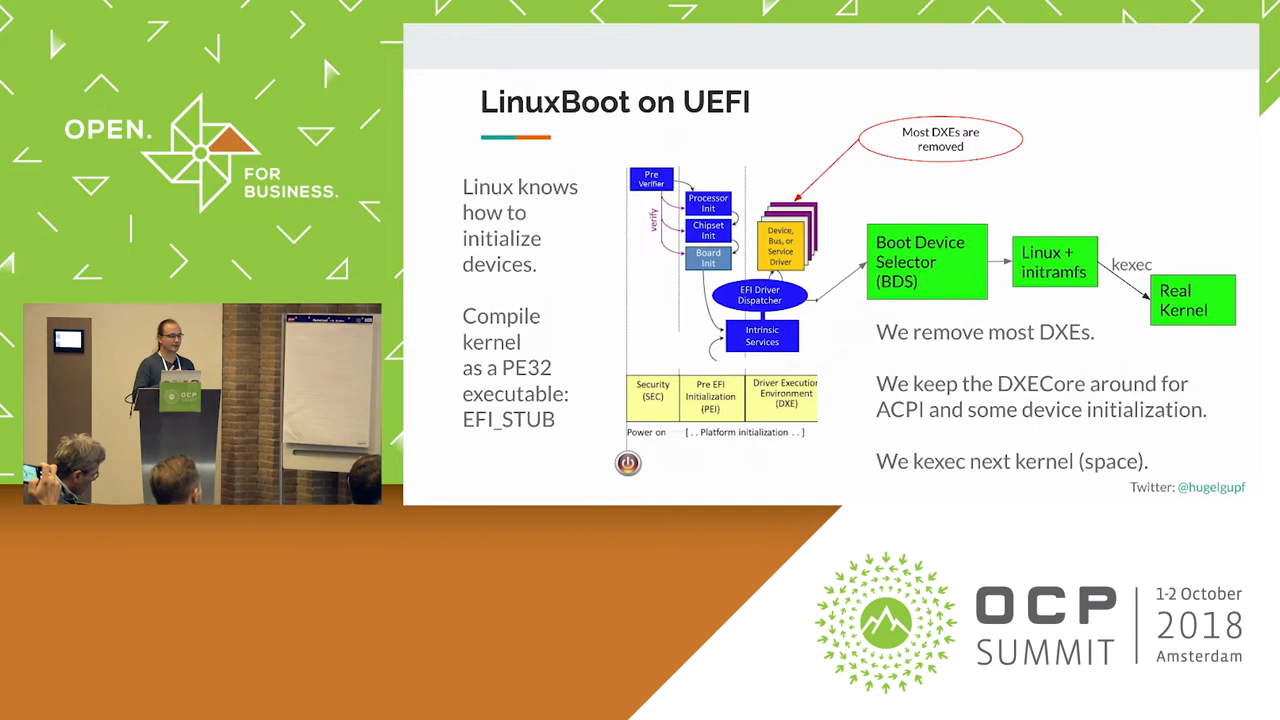 OPEN.
FOR
BUSINESS.
LinuxBoot on UEFI
Linux knows
how to
initialize
devices.
Compile
kernel
as a PE32
executable:
EFI_STUB
Most DXEs are
removed
Pre
Verifier
verify
Processor
Init
Chipset
Init
Board
Init
Device,
Bus, or
Service
Driver
EFI Driver
Dispatcher
Intrinsic
Services
Security
(SEC)
Pre EFI
Initialization
(PEI)
Driver Execution
Environment
(DXE)
Power on
[ . . Platform initialization . . ]
Boot Device
Selector
(BDS)
Linux +
initramfs
kexec
Real
Kernel
We remove most DXEs.
We keep the DXECore around for
ACPI and some device initialization.
We kexec next kernel (space).
Twitter: @hugelgupf
OCP
OCP
SUMMIT
1-2 October
2018
Amsterdam